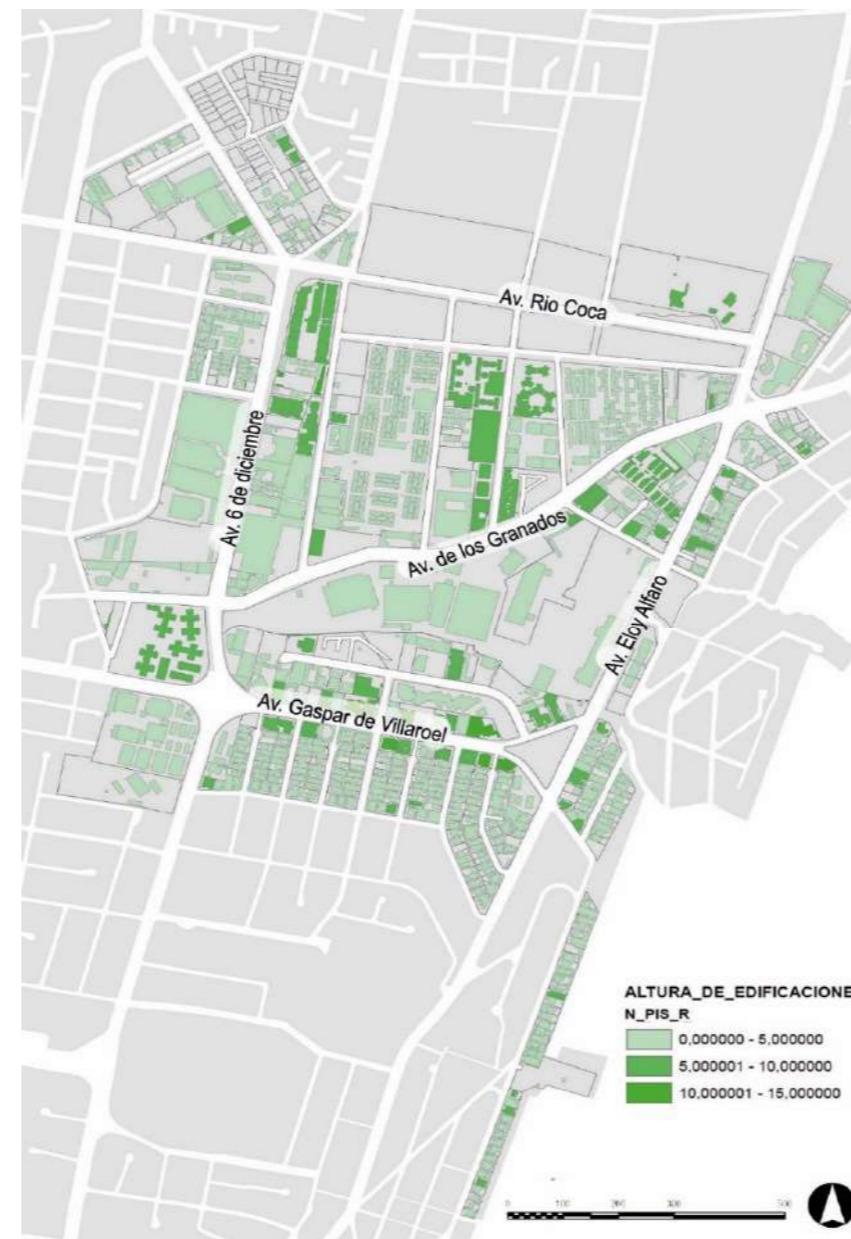 Av. Rio Coca
Av. 6 de diciembre
Av. de los Granados
Av. Eloy Alfaro
Av. Gaspar de Villaroel
ALTURA_DE_EDIFICACIONE
N_PIS_R
0,000000 - 5,000000
5,000001 - 10,000000
10,000001 - 15,000000
0 100